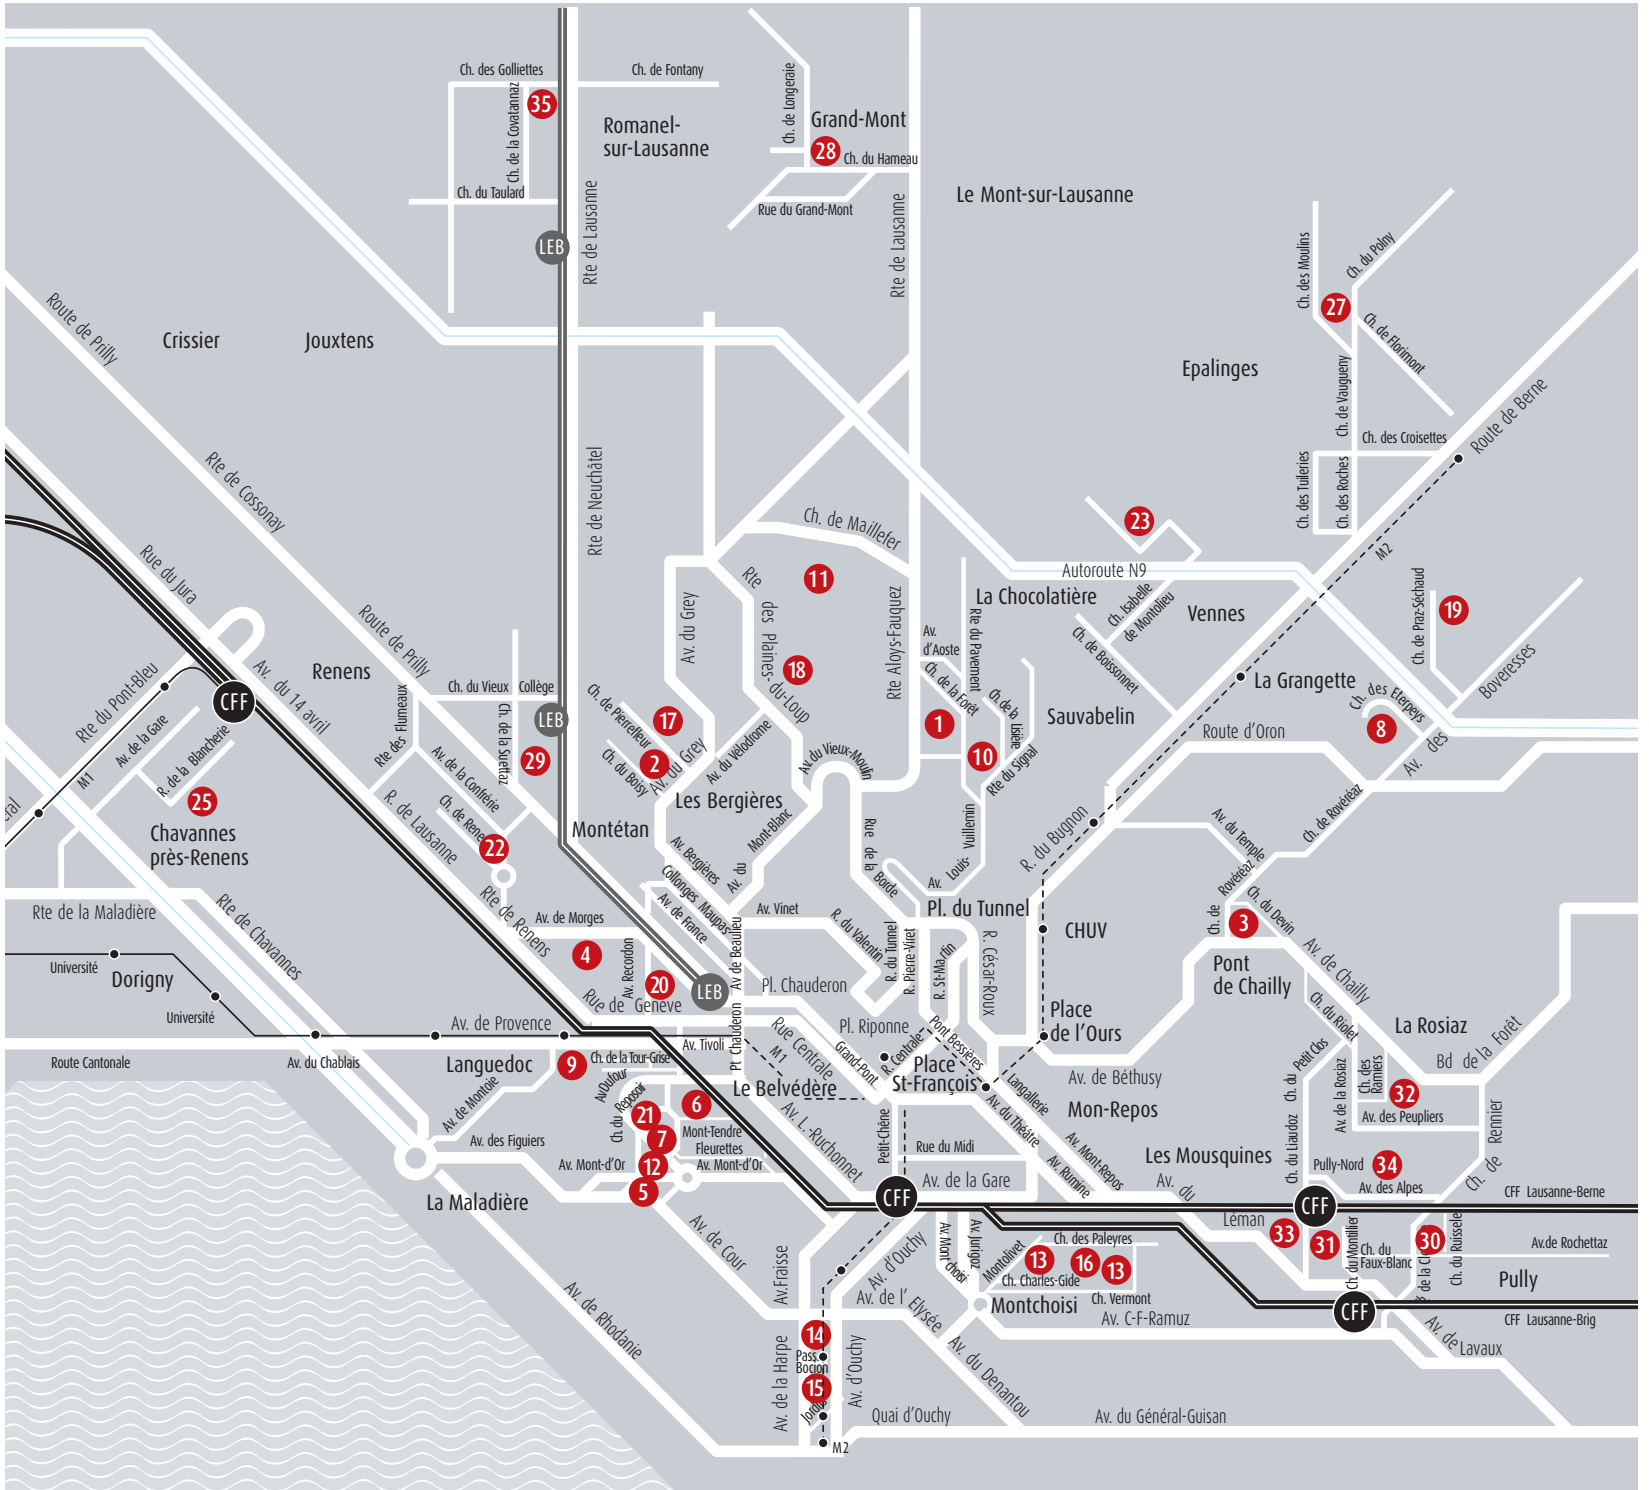 Ch. des Golliettes
Ch. de Fontany
Ch. de la Covatannaz
35
Romanel-
sur-Lausanne
Ch. du Taulard
LEB
Rte de Lausanne
Ch. de Longeraie
Grand-Mont
28
Ch. du Hameau
Rue du Grand-Mont
Rte de Lausanne
Le Mont-sur-Lausanne
Ch. des Moulins
Ch. du Polny
27
Ch. de Florimont
Epalinges
Ch. de Vaugueny
Route de Berne
Ch. des Croisettes
Ch. des Tuileries
Ch. des Roches
M2
Route de Prilly
Crissier
Jouxtens
Rte de Cossonay
Rte de Neuchâtel
Ch. de Maillefer
23
Autoroute N9
Rue du Jura
Rte
des
Plaines-
du-Loup
11
La Chocolatière
Ch. Isabelle
de Montolieu
Vennes
Ch. de Praz-Séchaud
19
Route de Prilly
Av. du Grey
Rte Aloys-Fauquez
Av.
d'Aoste
Rte du Pavement
Ch. de Boissonnet
Boveresses
Rte du Pont-Bleu
CFF
Av. du 14 avril
Renens
Ch. du Vieux
Collège
18
Ch. de la Forêt
Ch. de la Lisière
La Grangette
Ch. des Eterpeys
8
Av. des
Route d'Oron
M1
Av. de la Gare
R. de la Blancherie
Rte des Flumeaux
Ch. de la Suettaz
LEB
Ch. de Pierrefleur
17
1
Sauvabelin
29
Ch. du Boisy
2
Av. du Grey
Av. du Vélodrome
Av. du Vieux-Moulin
10
Rte du Signal
25
Av. de la Confrérie
Chavannes
près-Renens
R. de Lausanne
22
Montétan
Les Bergières
Av. du
Mont-Blanc
Rue
de la
Borde
Av.
Louis-
Vuillemin
R. du Bugnon
Av. du Temple
Ch. de Rovéréaz
Rte de la Maladière
Rte de Chavannes
Rte de Renens
Av. Bergières
Collonges
Maupas
Av. de France
Av. Vinet
R. du Valentin
Pl. du Tunnel
Ch. de
Rovéréaz
Ch. du Devin
3
Av. de Morges
4
Av. Recordon
20
LEB
Av de Beaulieu
R. du Tunnel
R. Pierre-Viret
R. St-Martin
R. César-Roux
CHUV
Pont
de Chailly
Av. de Chailly
Université
Dorigny
Université
Rue de Genève
Pl. Chauderon
Pt Chauderon
Av. de Provence
Av. Tivoli
M1
Rue Centrale
Grand-Pont
Pl. Riponne
R. Centrale
Pont Bessières
Place
de l'Ours
Ch. du Riolet
La Rosiaz
Bd de la Forêt
Route Cantonale
Av. du Chablais
Languedoc
9
Ch. de la Tour-Grise
Le Belvédère
Place
St-François
Langallerie
Av. de Béthusy
Ch. du
Petit Clos
Ch. des
Ramiers
32
Av. de Montoie
Av Dufour
Ch. du
Reposoir
21
6
Mon-Repos
Av. de la Rosiaz
Av. des Peupliers
Av. des Figuiers
7
Mont-Tendre
Fleurettes
Av. L.-Ruchonnet
Petit-Chêne
Rue du Midi
Av. du Théâtre
Ch. du Liaudoz
Rennier
Av. Mont-d'Or
12
Av. Mont-d'Or
Av. de la Gare
Av. Rumine
Av. Mont-Repos
Les Mousquines
Pully-Nord
34
Ch. de
5
CFF
Av. du
Léman
CFF
Av. des Alpes
CFF Lausanne-Berne
La Maladière
Av. de Cour
Av.Fraisse
Av. d'Ouchy
Av. Mont
choisi
Av. Jurigoz
Montolivet
Ch. des Paleyres
13
16
13
33
31
Ch. du Montillier
Ch. du
Faux-Blanc
30
Ch. du Ruisselet
Av.de Rochettaz
Ch. Charles-Gide
Ch. Vermont
Pully
Av. de Rhodanie
Av. de l'
Elysée
Montchoisi
Av. C-F-Ramuz
CFF
CFF Lausanne-Brig
Av. de la Harpe
14
Pass.
Bocion
15
Jordils
Av. d'Ouchy
Av. du Denantou
Av. de
Lavaux
Quai d'Ouchy
Av. du Général-Guisan
M2